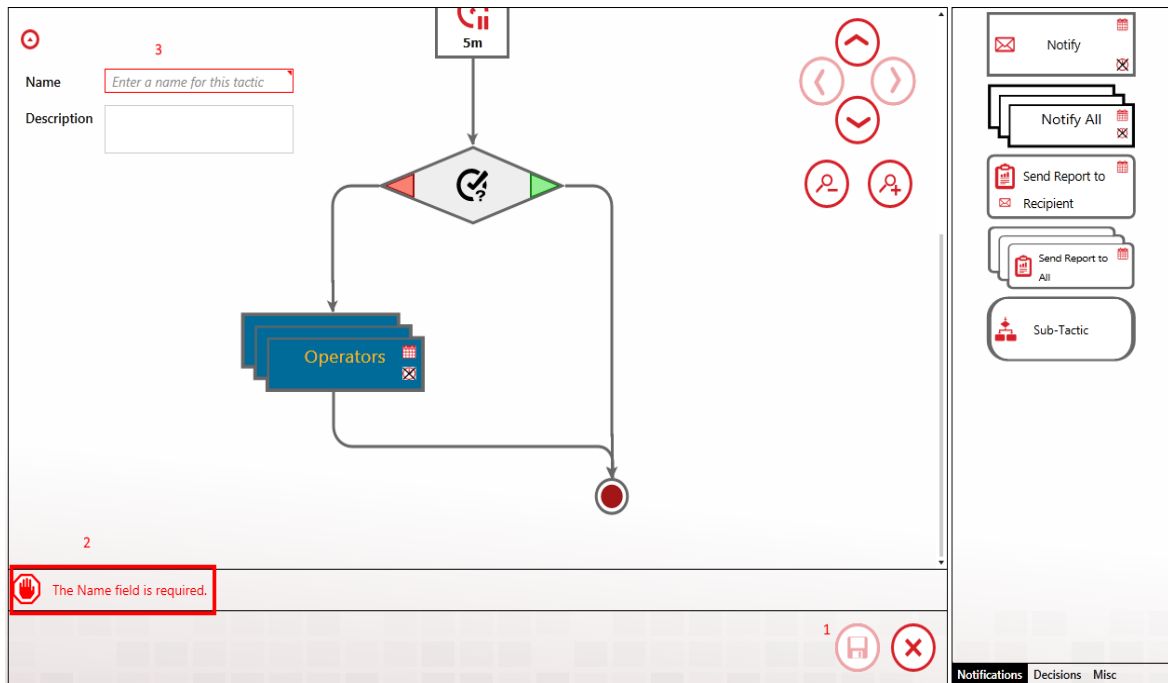 5m
3
Name
Enter a name for this tactic
Description
?
Operators
2
The Name field is required.
1
Notify
Notify All
Send Report to
Recipient
Send Report to
All
Sub-Tactic
Notifications Decisions Misc